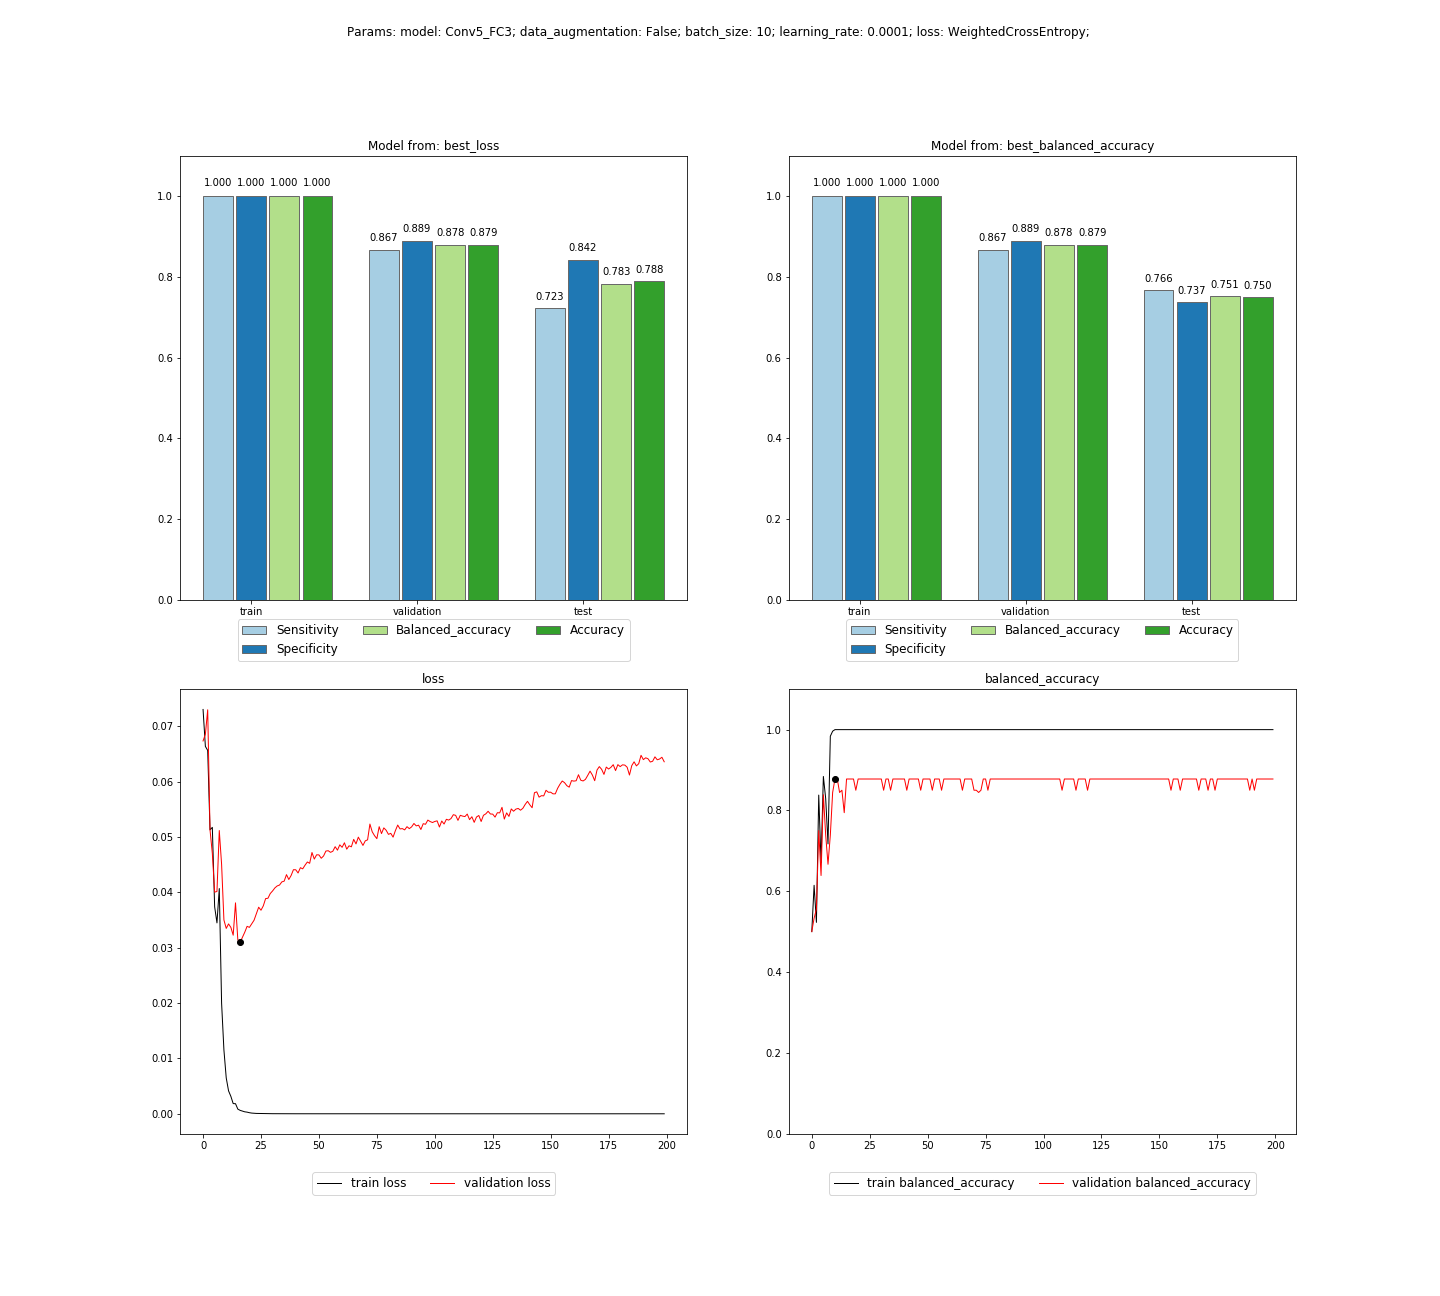 Params: model: Conv5_FC3; data_augmentation: False; batch_size: 10; learning_rate: 0.0001; loss: WeightedCrossEntropy;
Model from: best_loss
1.000 1.000 1.000 1.000
0.867 0.889 0.878 0.879
0.723 0.842 0.783 0.788
1.0
0.8
0.6
0.4
0.2
0.0
train validation test
Sensitivity Balanced_accuracy Accuracy
Specificity
Model from: best_balanced_accuracy
1.000 1.000 1.000 1.000
0.867 0.889 0.878 0.879
0.766 0.737 0.751 0.750
1.0
0.8
0.6
0.4
0.2
0.0
train validation test
Sensitivity Balanced_accuracy Accuracy
Specificity
loss
0.07
0.06
0.05
0.04
0.03
0.02
0.01
0.00
0 25 50 75 100 125 150 175 200
train loss validation loss
balanced_accuracy
1.0
0.8
0.6
0.4
0.2
0.0
0 25 50 75 100 125 150 175 200
train balanced_accuracy validation balanced_accuracy